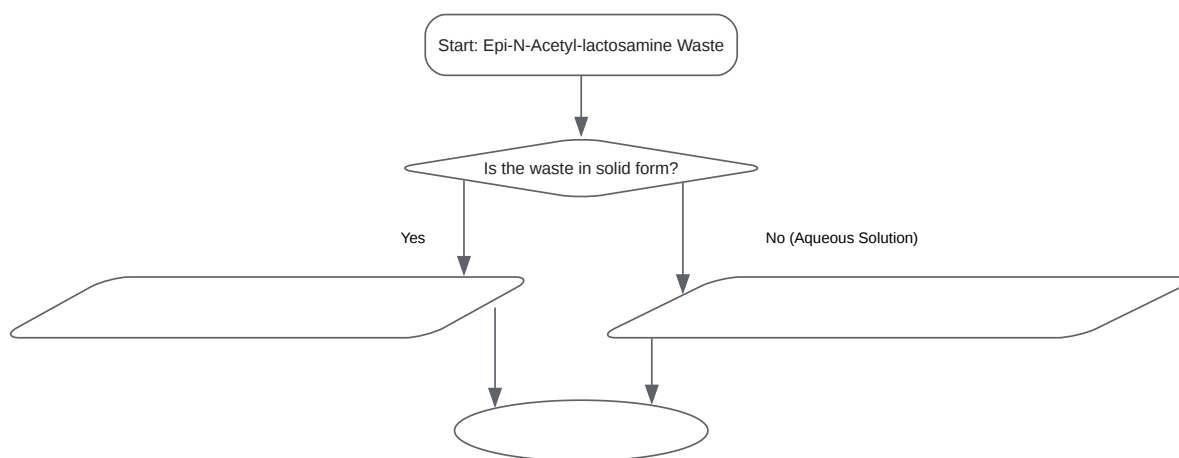 Start: Epi-N-Acetyl-lactosamine Waste
Is the waste in solid form?
Yes
No (Aqueous Solution)